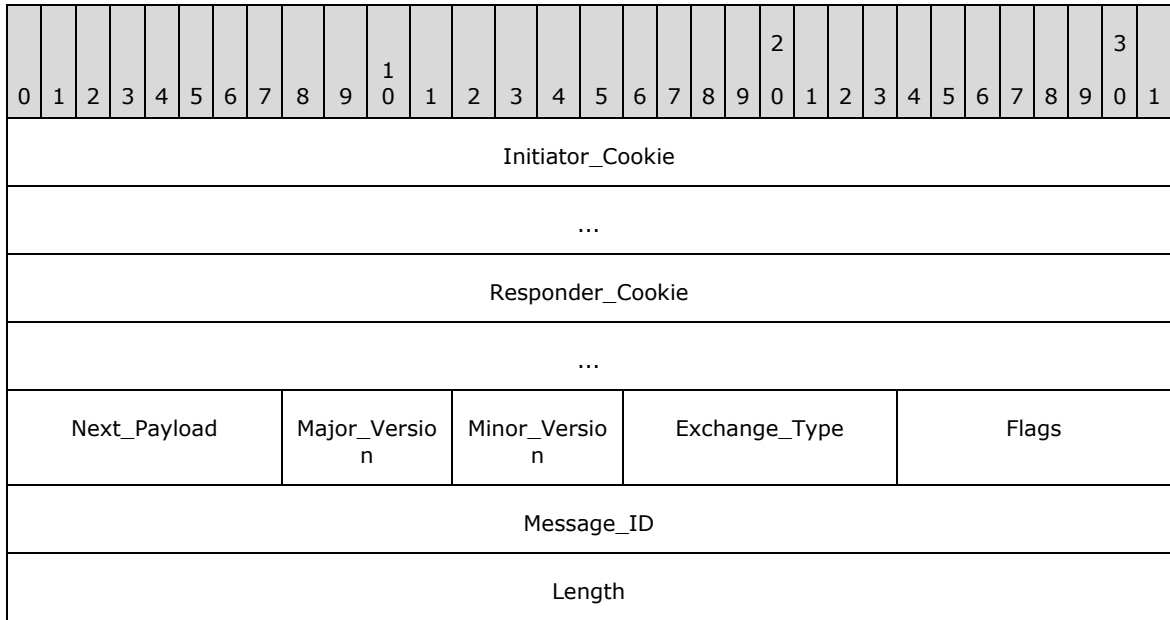 2 3
1
0 1 2 3 4 5 6 7 8 9 0 1 2 3 4 5 6 7 8 9 0 1 2 3 4 5 6 7 8 9 0 1
Initiator_Cookie
...
Responder_Cookie
...
Next_Payload Major_Versio Minor_Versio Exchange_Type Flags
n n
Message_ID
Length